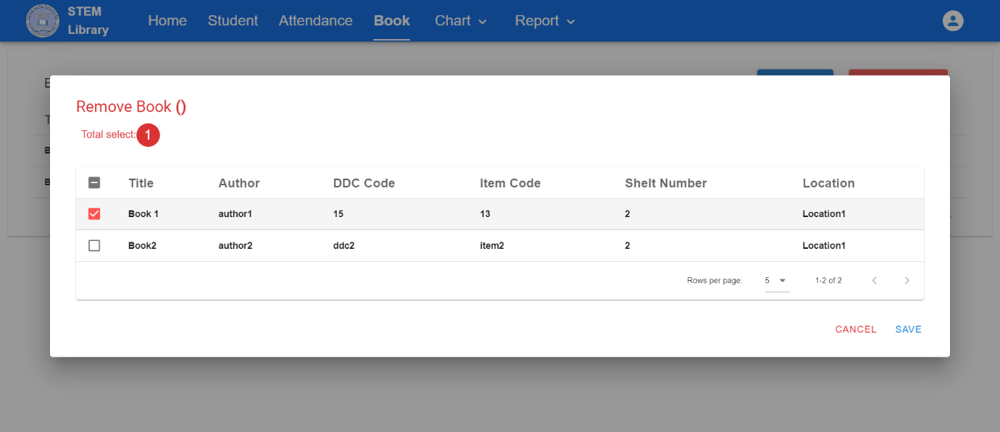 STEM
Library
Home Student Attendance Book Chart Report
Remove Book ()
Total select: 1
Title Author DDC Code Item Code Shelt Number Location
Book 1 author1 15 13 2 Location1
Book2 author2 ddc2 item2 2 Location1
Rows per page: 5 1-2 of 2
CANCEL SAVE